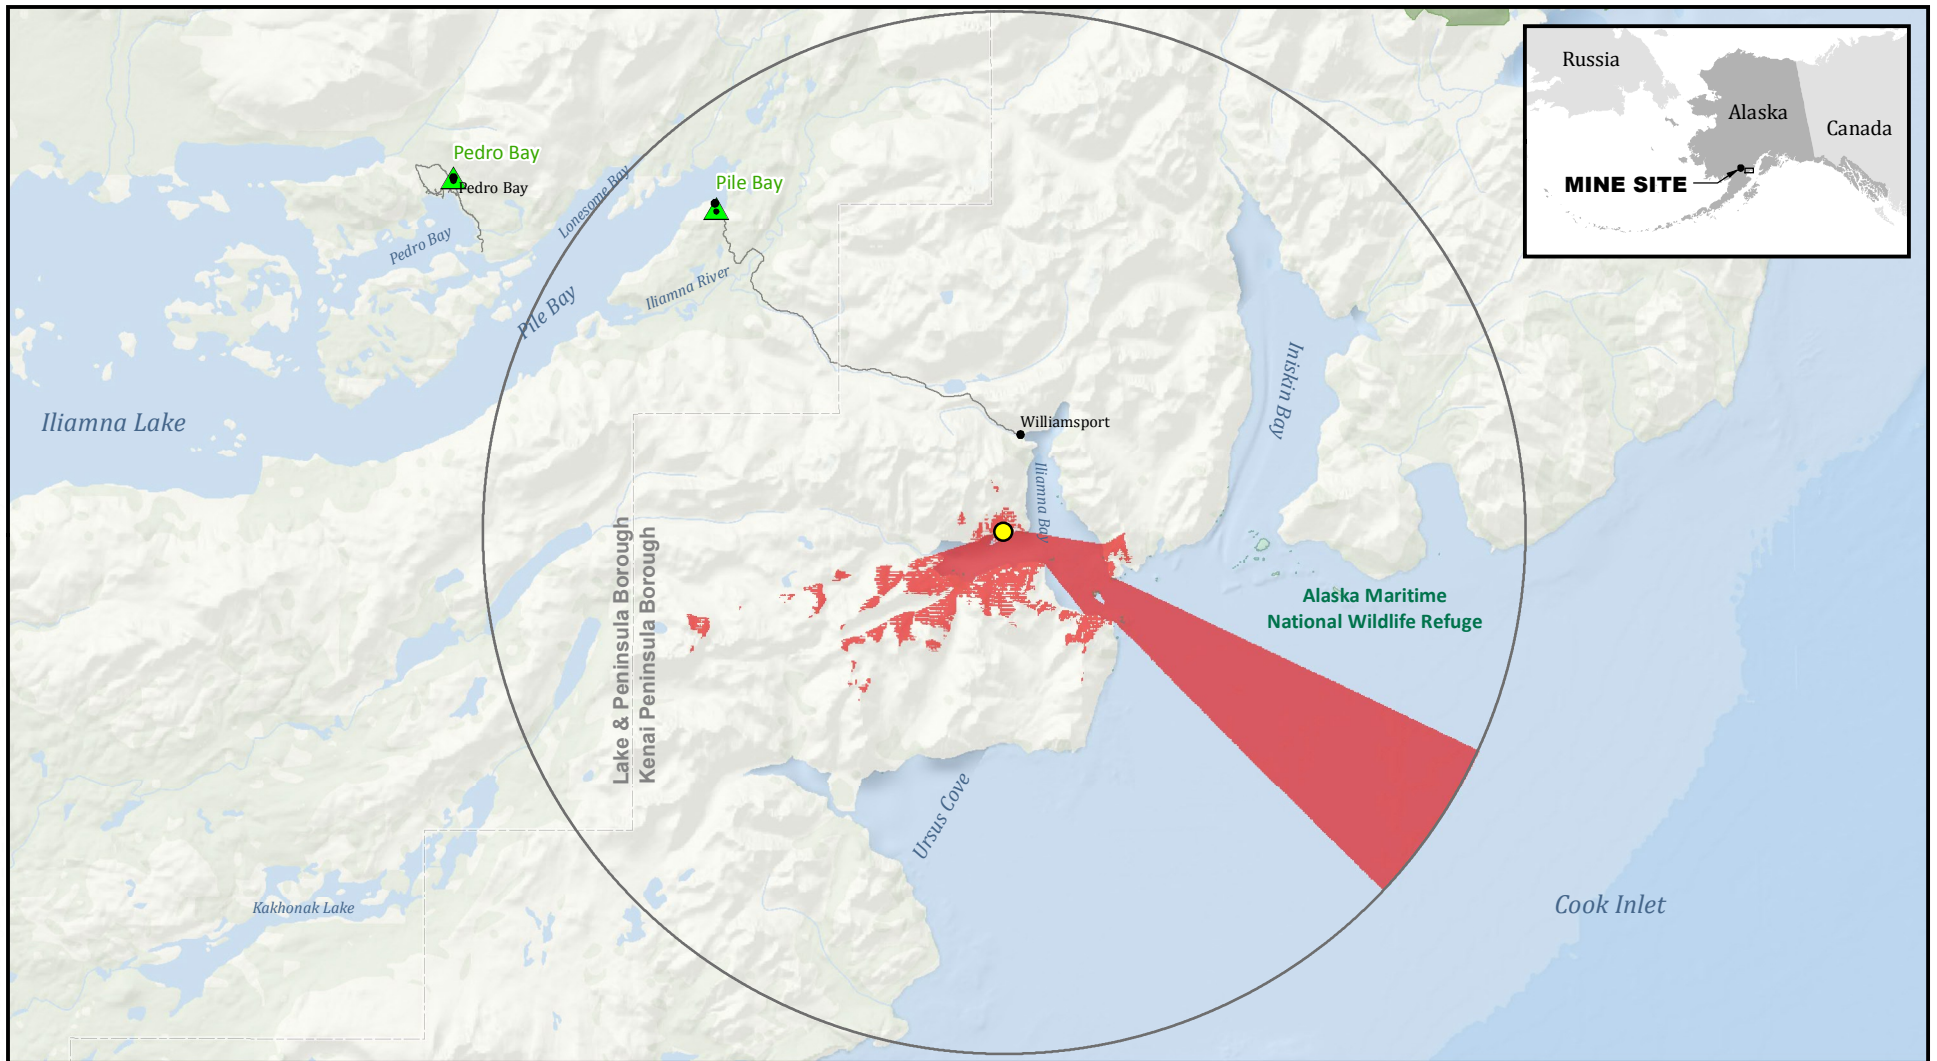 Russia
Alaska
Canada
MINE SITE
Pedro Bay
Pedro Bay
Pedro Bay
Lonesome Bay
Pile Bay
Pile Bay
Iliamna River
Iliamna Lake
Williamsport
Iliamna Bay
Iniskin Bay
Alaska Maritime
National Wildlife Refuge
Lake & Peninsula Borough
Kenai Peninsula Borough
Ursus Cove
Kakhonak Lake
Cook Inlet